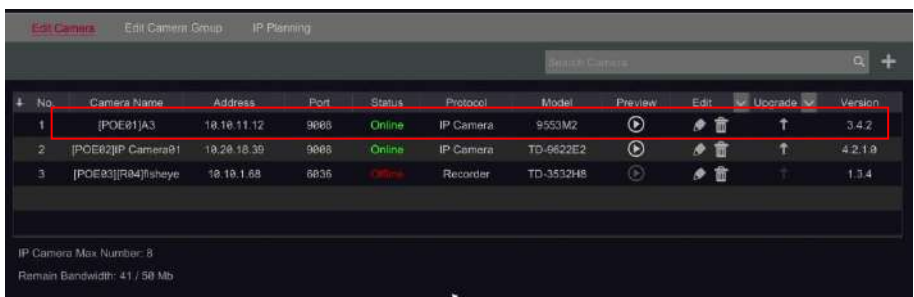 Edit Camera Edit Camera Group IP Planning
Search Camera
No. Camera Name Address Port Status Protocol Model Preview Edit Upgrade Version
1 [POE01]A3 10.10.11.12 9008 Online IP Camera 9553M2 3.4.2
2 [POE02]IP Camera01 10.20.18.39 9008 Online IP Camera TD-9622E2 4.2.1.0
3 [POE03][R04]fisheye 10.10.1.68 6036 Offline Recorder TD-3532H8 1.3.4
IP Camera Max Number: 8
Remain Bandwidth: 41 / 50 Mb